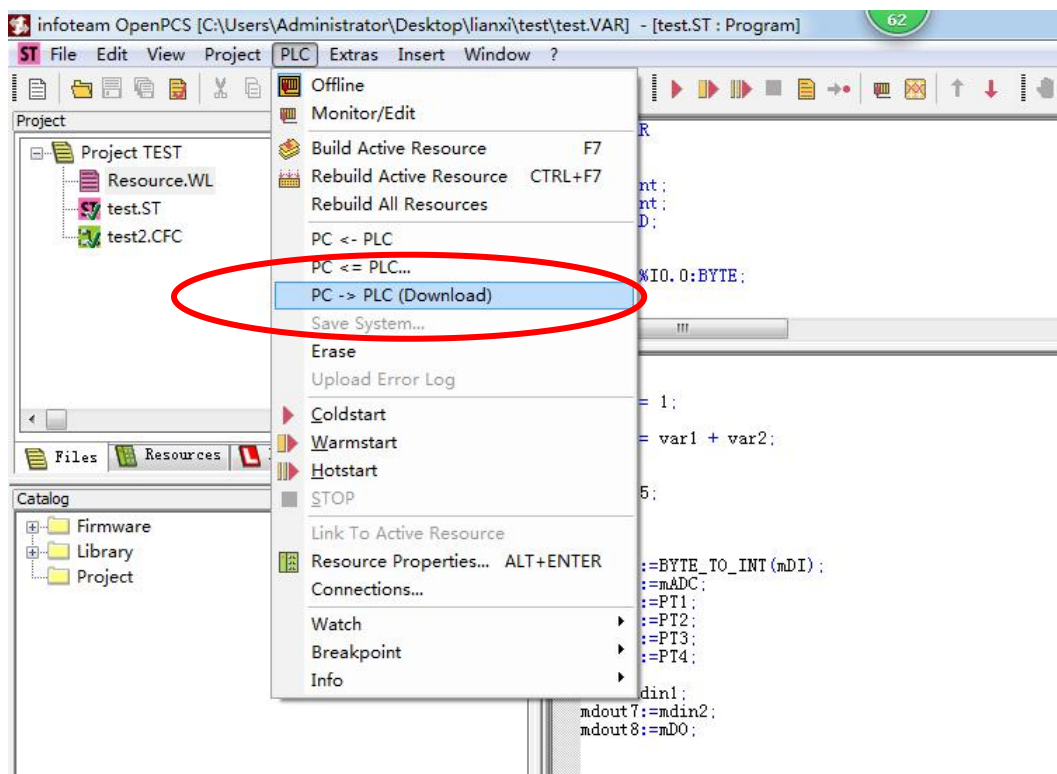 infoteam OpenPCS [C:\Users\Administrator\Desktop\lianxi\test\test.VAR] - [test.ST : Program]
62
ST File Edit View Project PLC Extras Insert Window ?
Project
Project TEST
Resource.WL
test.ST
test2.CFC
Files Resources
Catalog
Firmware
Library
Project
Offline
Monitor/Edit
Build Active Resource F7
Rebuild Active Resource CTRL+F7
Rebuild All Resources
PC <- PLC
PC <= PLC...
PC -> PLC (Download)
Save System...
Erase
Upload Error Log
Coldstart
Warmstart
Hotstart
STOP
Link To Active Resource
Resource Properties... ALT+ENTER
Connections...
Watch
Breakpoint
Info
R
nt;
nt;
D;
%I0.0:BYTE;
= 1;
= var1 + var2;
5;
:=BYTE_TO_INT(mDI);
:=mADC;
:=PT1;
:=PT2;
:=PT3;
:=PT4;
din1;
mdout7:=mdin2;
mdout8:=mDO;